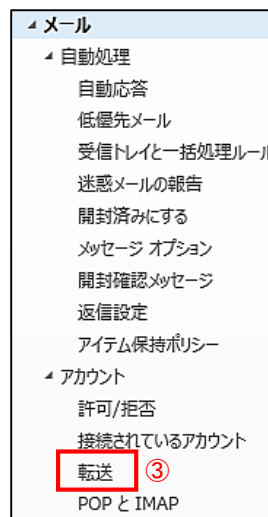 メール
自動処理
自動応答
低優先メール
受信トレイと一括処理ルール
迷惑メールの報告
開封済みにする
メッセージ オプション
開封確認メッセージ
返信設定
アイテム保持ポリシー
アカウント
許可/拒否
接続されているアカウント
転送 ③
POP と IMAP